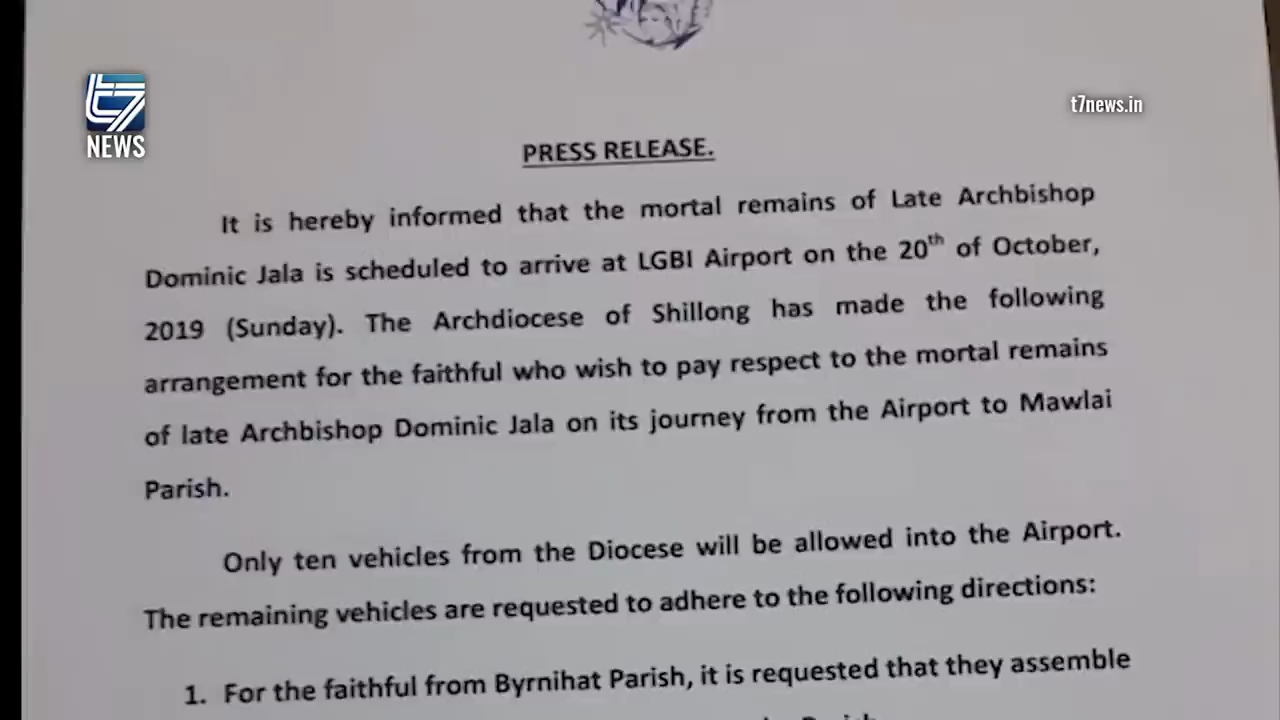 t7
NEWS
t7news.in
PRESS RELEASE.
It is hereby informed that the mortal remains of Late Archbishop
Dominic Jala is scheduled to arrive at LGBI Airport on the 20th of October,
2019 (Sunday). The Archdiocese of Shillong has made the following
arrangement for the faithful who wish to pay respect to the mortal remains
of late Archbishop Dominic Jala on its journey from the Airport to Mawlai
Parish.
Only ten vehicles from the Diocese will be allowed into the Airport.
The remaining vehicles are requested to adhere to the following directions:
1. For the faithful from Byrnihat Parish, it is requested that they assemble